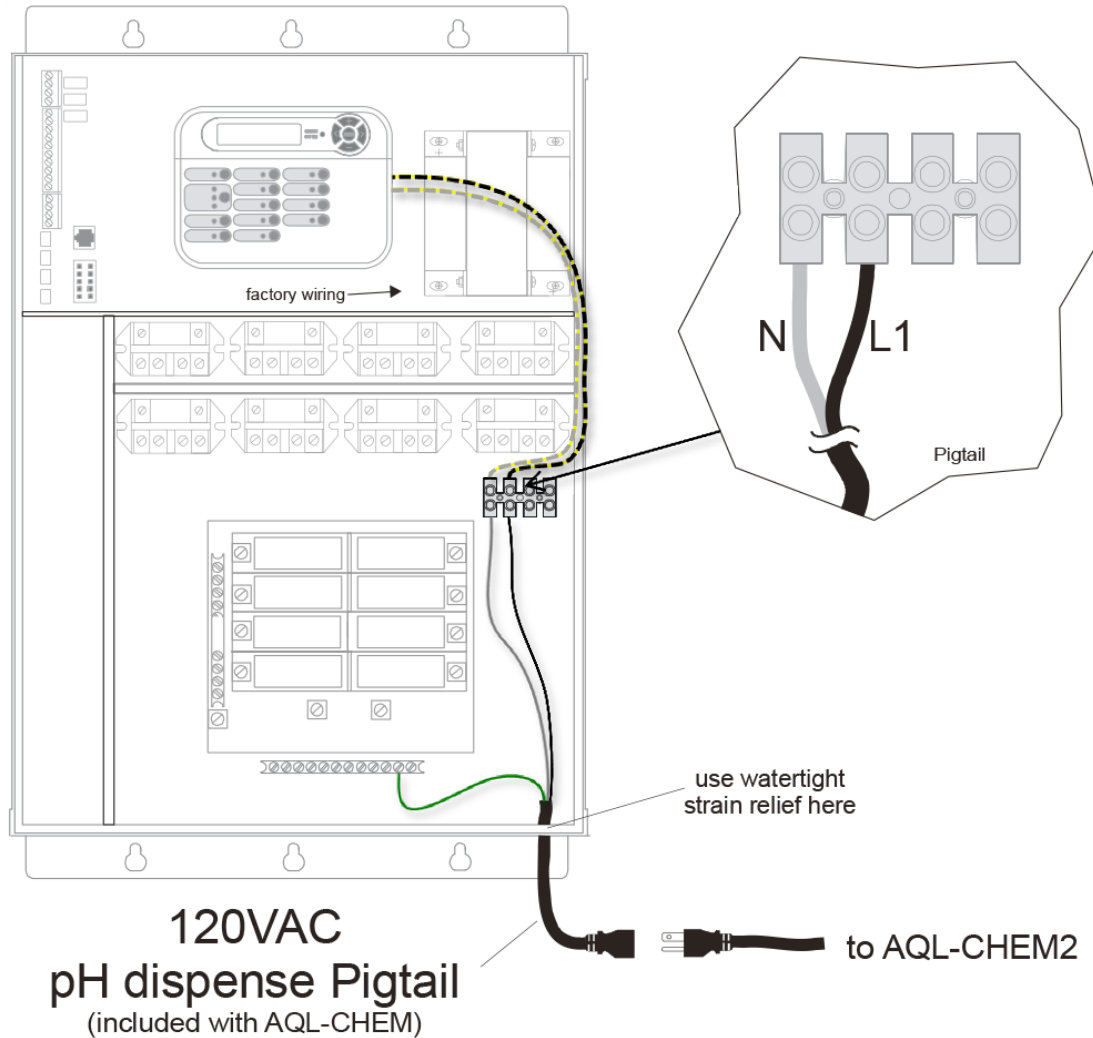 factory wiring
N
L1
Pigtail
use watertight
strain relief here
120VAC
pH dispense Pigtail
(included with AQL-CHEM)
to AQL-CHEM2